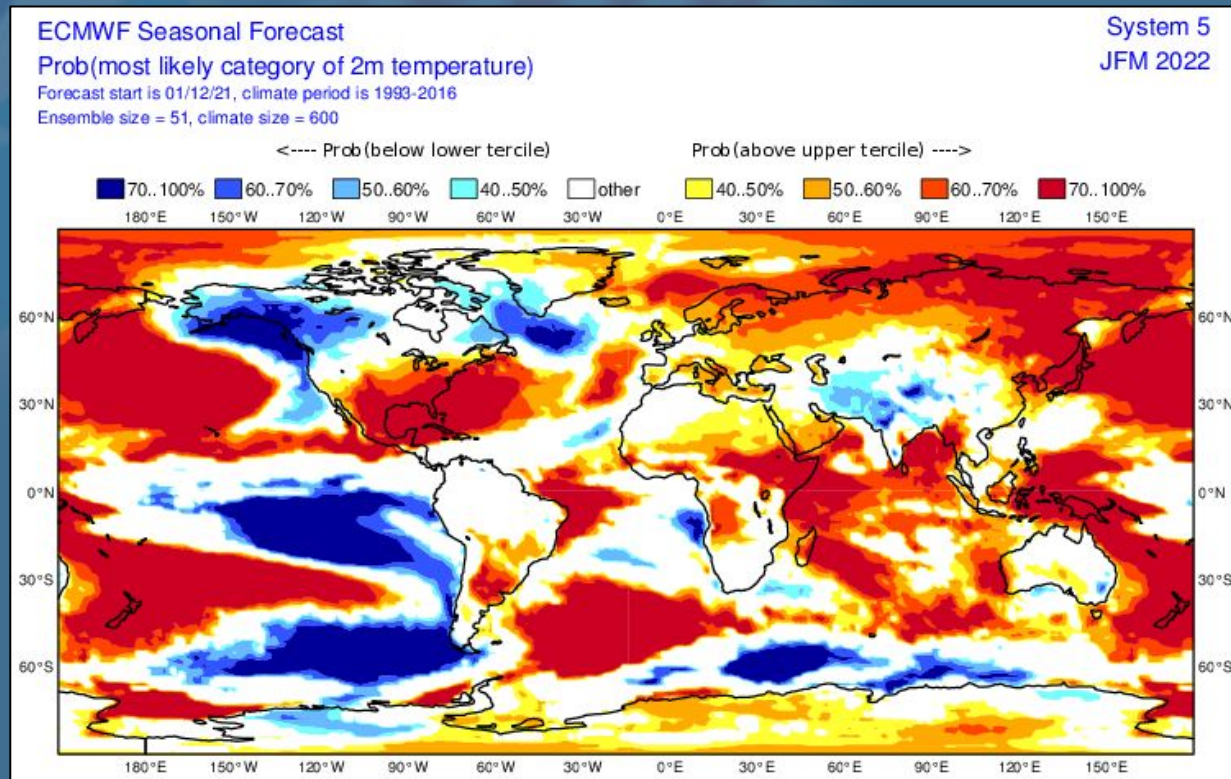 ECMWF Seasonal Forecast
System 5
Prob(most likely category of 2m temperature)
JFM 2022
Forecast start is 01/12/21, climate period is 1993-2016
Ensemble size = 51, climate size = 600
<---- Prob(below lower tercile)
Prob(above upper tercile) ---->
70..100% 60..70% 50..60% 40..50% other 40..50% 50..60% 60..70% 70..100%
180°E 150°W 120°W 90°W 60°W 30°W 0°E 30°E 60°E 90°E 120°E 150°E
60°N 60°N
30°N 30°N
0°N 0°N
30°S 30°S
60°S 60°S
180°E 150°W 120°W 90°W 60°W 30°W 0°E 30°E 60°E 90°E 120°E 150°E